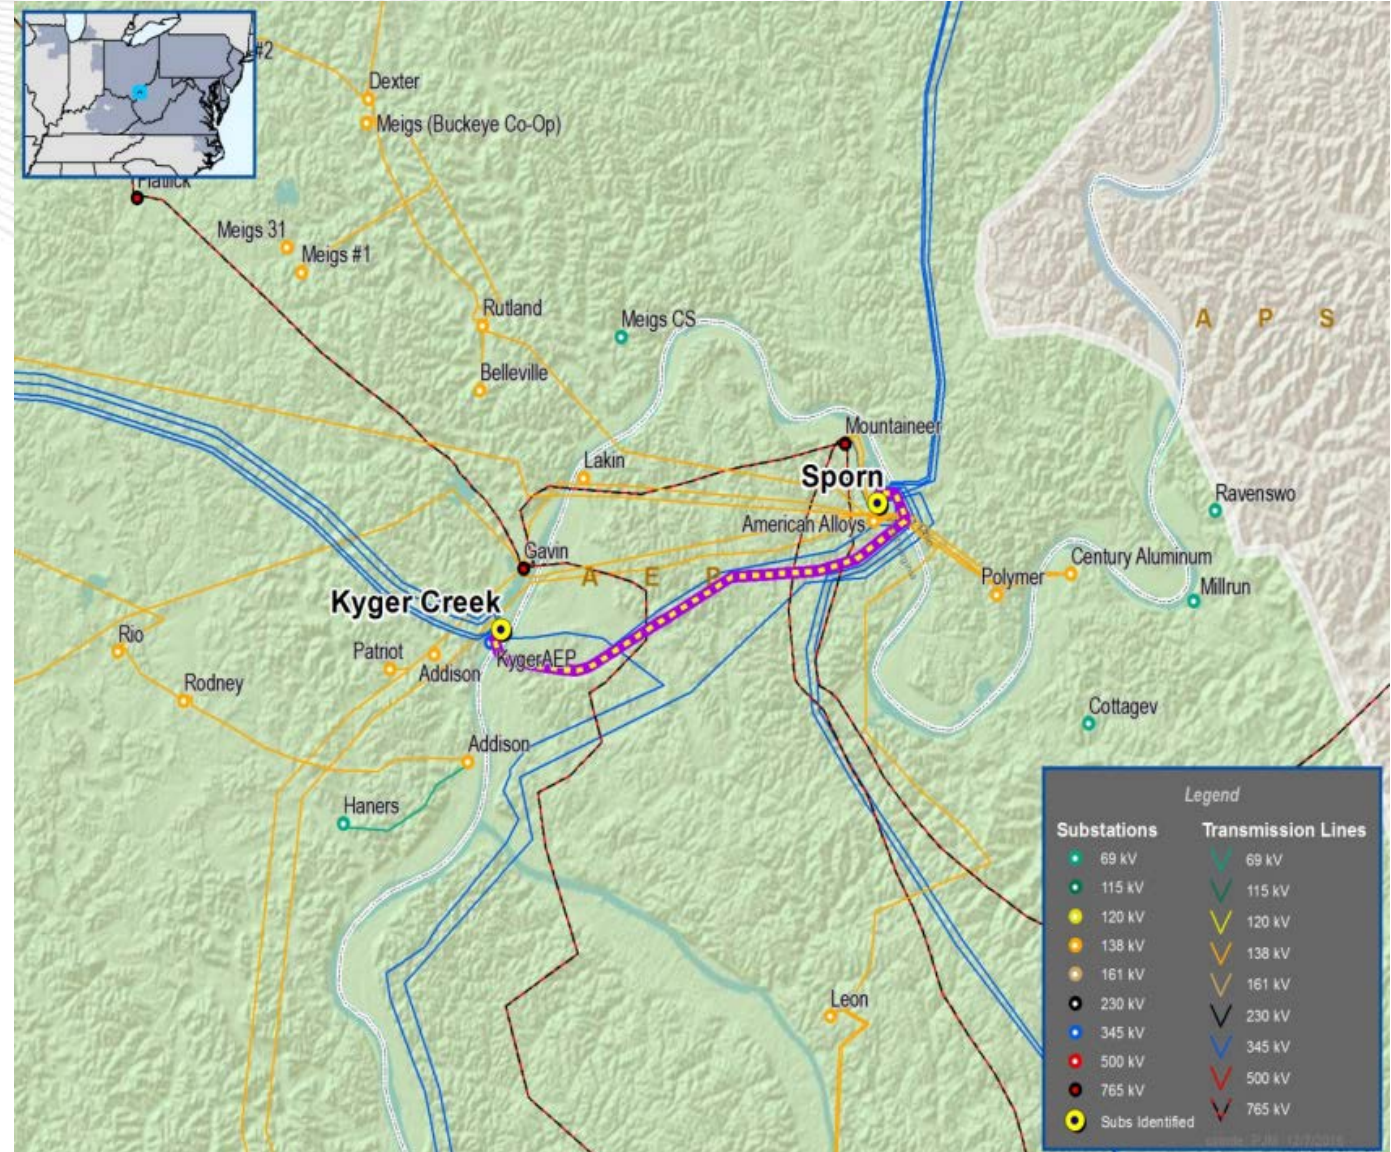 #2
Dexter
Meigs (Buckeye Co-Op)
Flatlick
Meigs 31
Meigs #1
Rutland
Meigs CS
Belleville
A P S
Mountaineer
Lakin
Sporn
Ravenswo
American Alloys
Gavin
Century Aluminum
A E P
Polymer
Millrun
Kyger Creek
Rio
Patriot
KygerAEP
Addison
Rodney
Cottagev
Addison
Haners
Leon
Legend
Substations Transmission Lines
69 kV 69 kV
115 kV 115 kV
120 kV 120 kV
138 kV 138 kV
161 kV 161 kV
230 kV 230 kV
345 kV 345 kV
500 kV 500 kV
765 kV 765 kV
Subs Identified